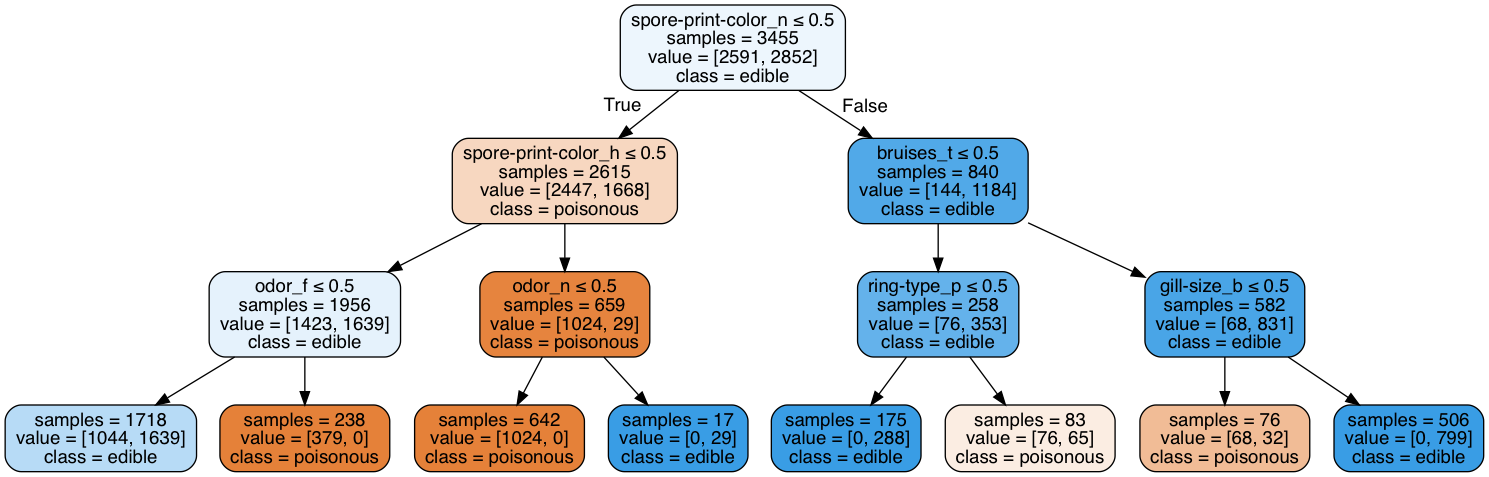 spore-print-color_n ≤ 0.5
samples = 3455
value = [2591, 2852]
class = edible
True
False
spore-print-color_h ≤ 0.5
samples = 2615
value = [2447, 1668]
class = poisonous
bruises_t ≤ 0.5
samples = 840
value = [144, 1184]
class = edible
odor_f ≤ 0.5
samples = 1956
value = [1423, 1639]
class = edible
odor_n ≤ 0.5
samples = 659
value = [1024, 29]
class = poisonous
ring-type_p ≤ 0.5
samples = 258
value = [76, 353]
class = edible
gill-size_b ≤ 0.5
samples = 582
value = [68, 831]
class = edible
samples = 1718
value = [1044, 1639]
class = edible
samples = 238
value = [379, 0]
class = poisonous
samples = 642
value = [1024, 0]
class = poisonous
samples = 17
value = [0, 29]
class = edible
samples = 175
value = [0, 288]
class = edible
samples = 83
value = [76, 65]
class = poisonous
samples = 76
value = [68, 32]
class = poisonous
samples = 506
value = [0, 799]
class = edible